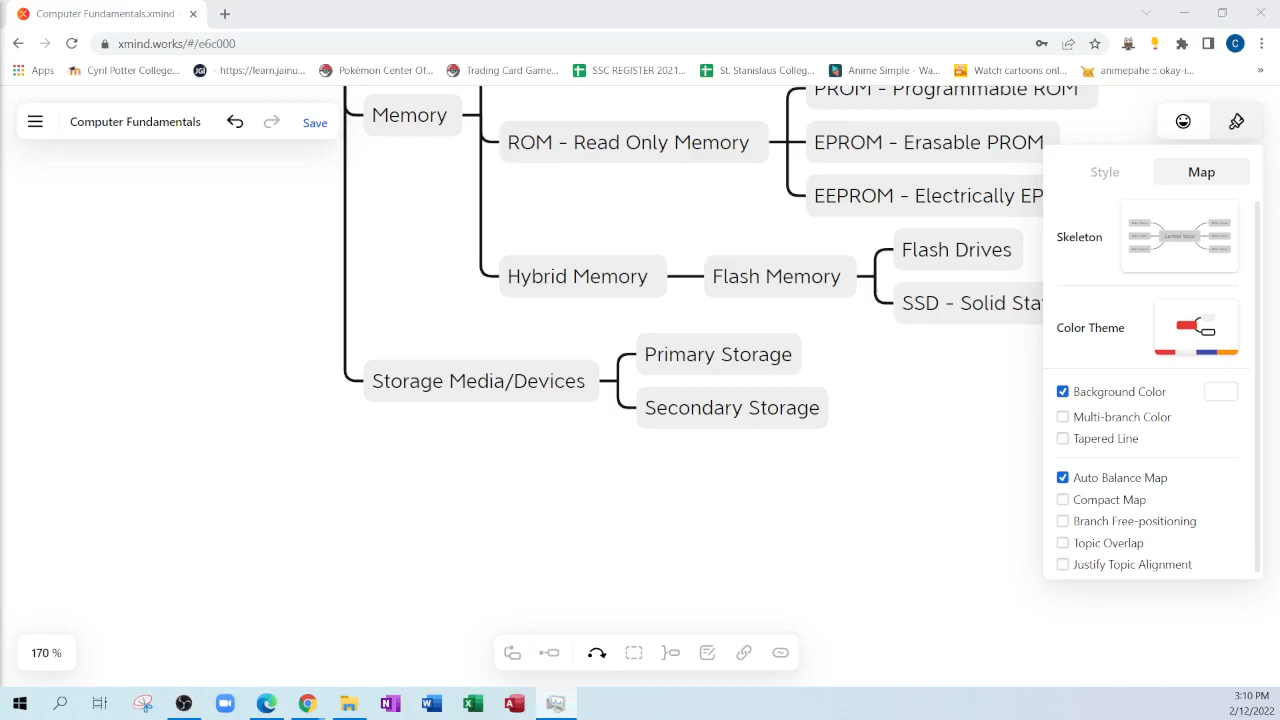 Computer Fundamentals.xmind -
xmind.works/#/e6c000
Apps
Cyril Potter College...
JGI
- https://learn.jainu...
Pokémon Center Of...
Trading Card Game...
SSC REGISTER 2021...
St. Stanislaus Colleg...
Anime Simple - Wa...
Watch cartoons onl...
animepahe :: okay-i...
»
C
Computer Fundamentals
Save
Memory
PROM - Programmable ROM
ROM - Read Only Memory
EPROM - Erasable PROM
EEPROM - Electrically EP
Hybrid Memory
Flash Memory
Flash Drives
SSD - Solid Sta
Storage Media/Devices
Primary Storage
Secondary Storage
Style
Map
Skeleton
Central Topic
Color Theme
Background Color
Multi-branch Color
Tapered Line
Auto Balance Map
Compact Map
Branch Free-positioning
Topic Overlap
Justify Topic Alignment
170 %
3:10 PM
2/12/2022